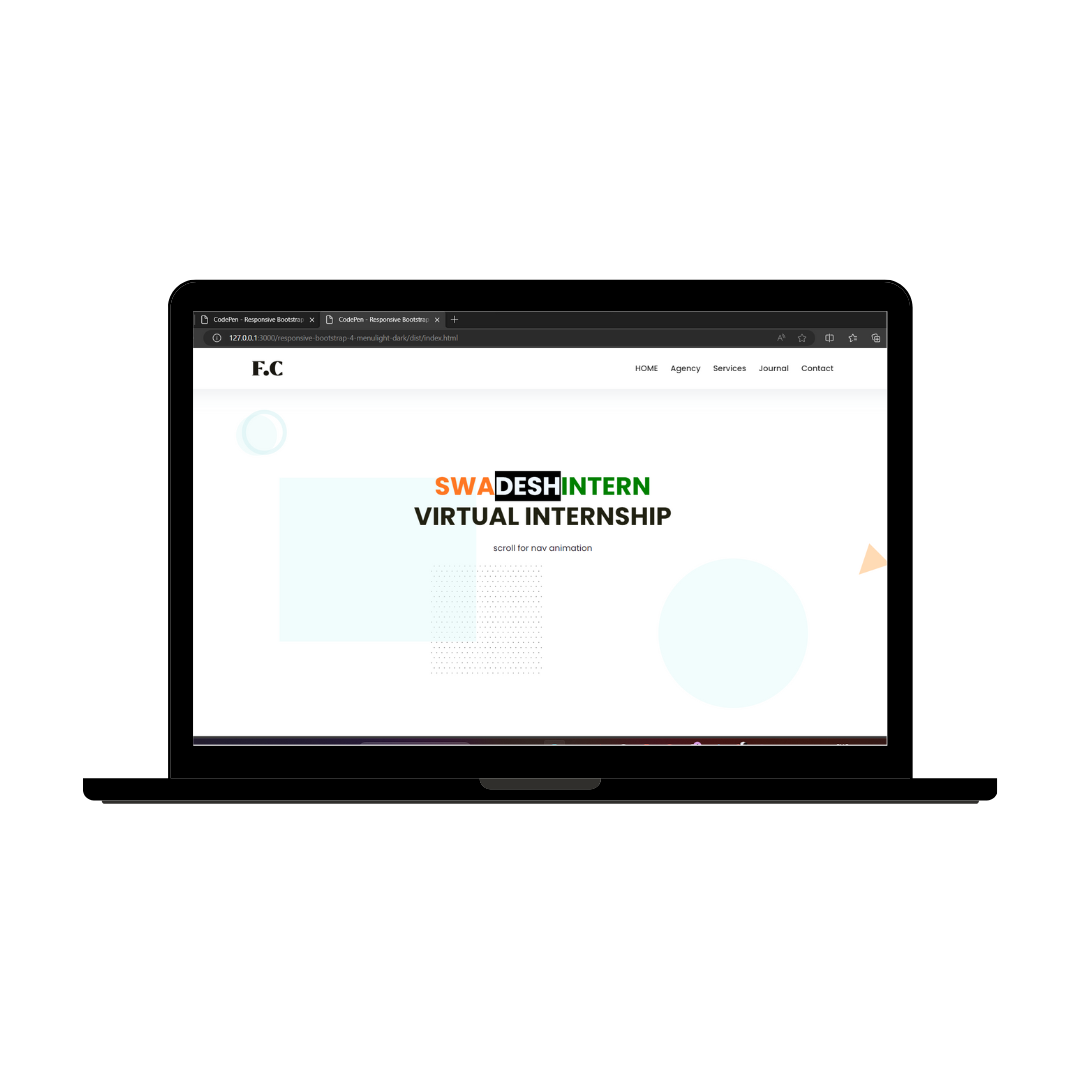 CodePen - Responsive Bootstrap
CodePen - Responsive Bootstrap
127.0.0.1:3000/responsive-bootstrap-4-menulight-dark/dist/index.html
F.C
HOME Agency Services Journal Contact
SWADESHINTERN
VIRTUAL INTERNSHIP
scroll for nav animation